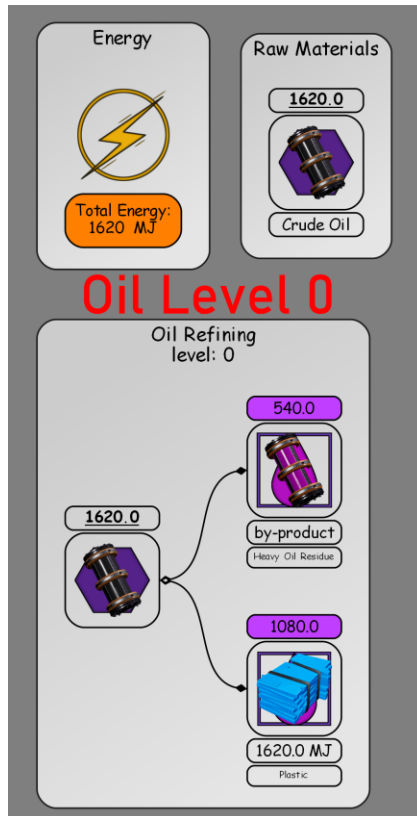 Energy
Total Energy:
1620 MJ
Raw Materials
1620.0
Crude Oil
Oil Level 0
Oil Refining
level: 0
540.0
by-product
Heavy Oil Residue
1620.0
1080.0
1620.0 MJ
Plastic